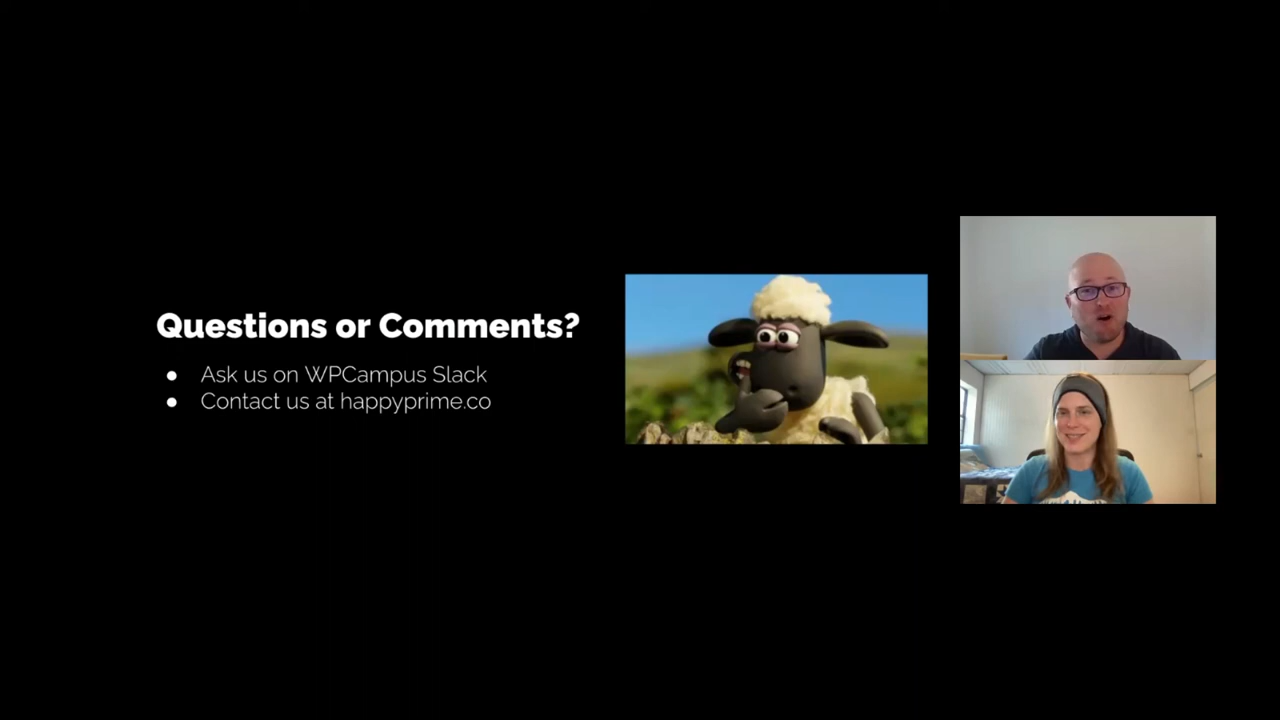 Questions or Comments?
● Ask us on WPCampus Slack
● Contact us at happyprime.co